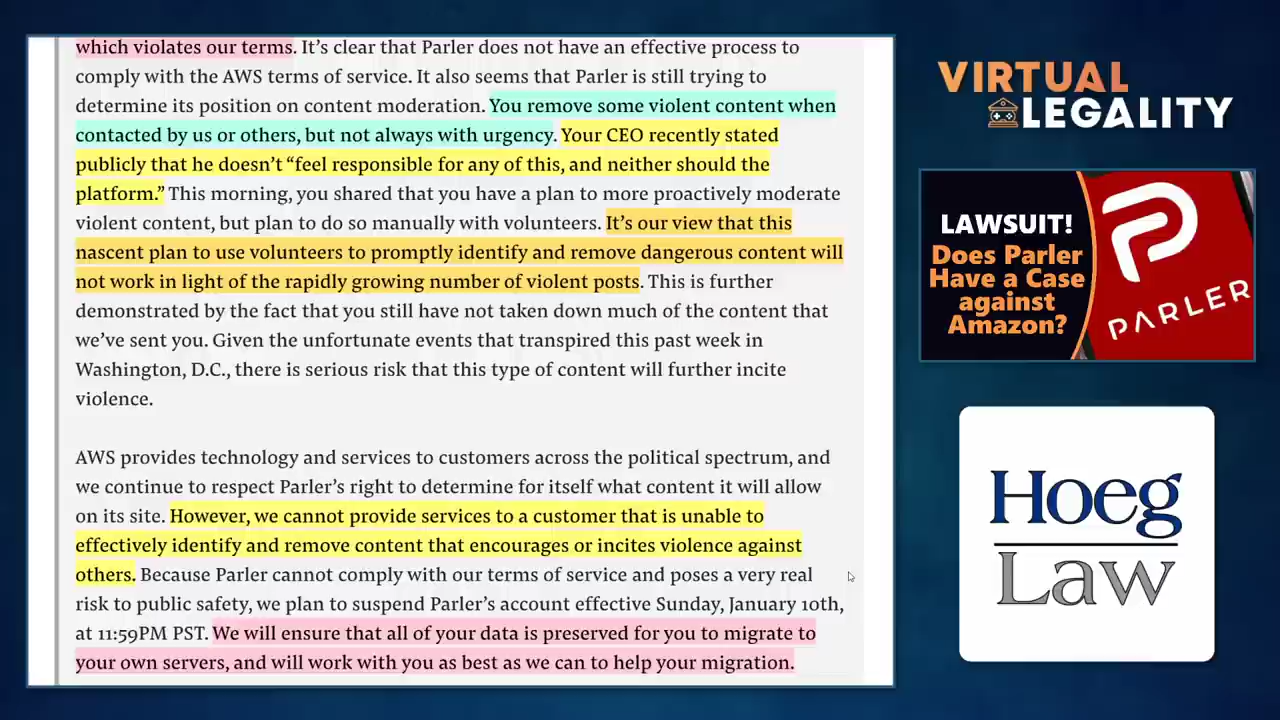 which violates our terms. It’s clear that Parler does not have an effective process to
comply with the AWS terms of service. It also seems that Parler is still trying to
determine its position on content moderation. You remove some violent content when
contacted by us or others, but not always with urgency. Your CEO recently stated
publicly that he doesn’t “feel responsible for any of this, and neither should the
platform.” This morning, you shared that you have a plan to more proactively moderate
violent content, but plan to do so manually with volunteers. It’s our view that this
nascent plan to use volunteers to promptly identify and remove dangerous content will
not work in light of the rapidly growing number of violent posts. This is further
demonstrated by the fact that you still have not taken down much of the content that
we’ve sent you. Given the unfortunate events that transpired this past week in
Washington, D.C., there is serious risk that this type of content will further incite
violence.
AWS provides technology and services to customers across the political spectrum, and
we continue to respect Parler’s right to determine for itself what content it will allow
on its site. However, we cannot provide services to a customer that is unable to
effectively identify and remove content that encourages or incites violence against
others. Because Parler cannot comply with our terms of service and poses a very real
risk to public safety, we plan to suspend Parler’s account effective Sunday, January 10th,
at 11:59PM PST. We will ensure that all of your data is preserved for you to migrate to
your own servers, and will work with you as best as we can to help your migration.
VIRTUAL
LEGALITY
LAWSUIT!
Does Parler
Have a Case
against
Amazon?
PARLER
Hoeg
Law